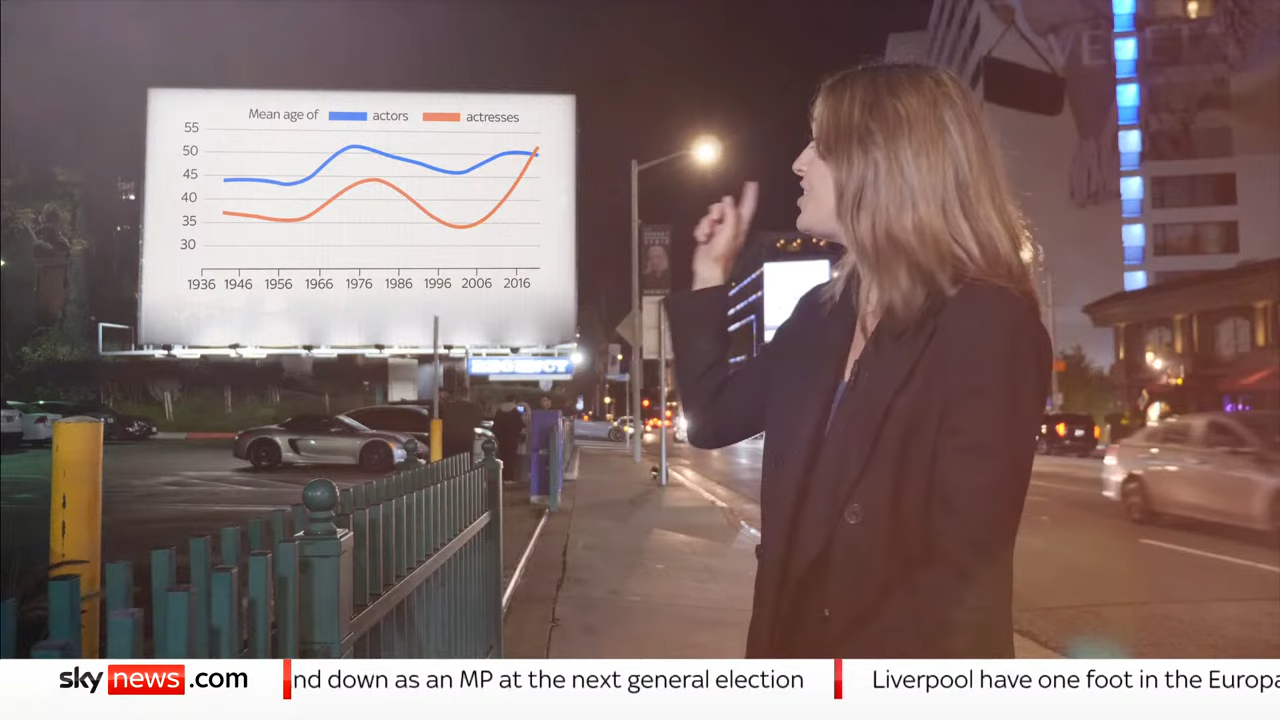 Mean age of actors actresses
55
50
45
40
35
30
1936 1946 1956 1966 1976 1986 1996 2006 2016
sky news.com
nd down as an MP at the next general election
Liverpool have one foot in the Europa